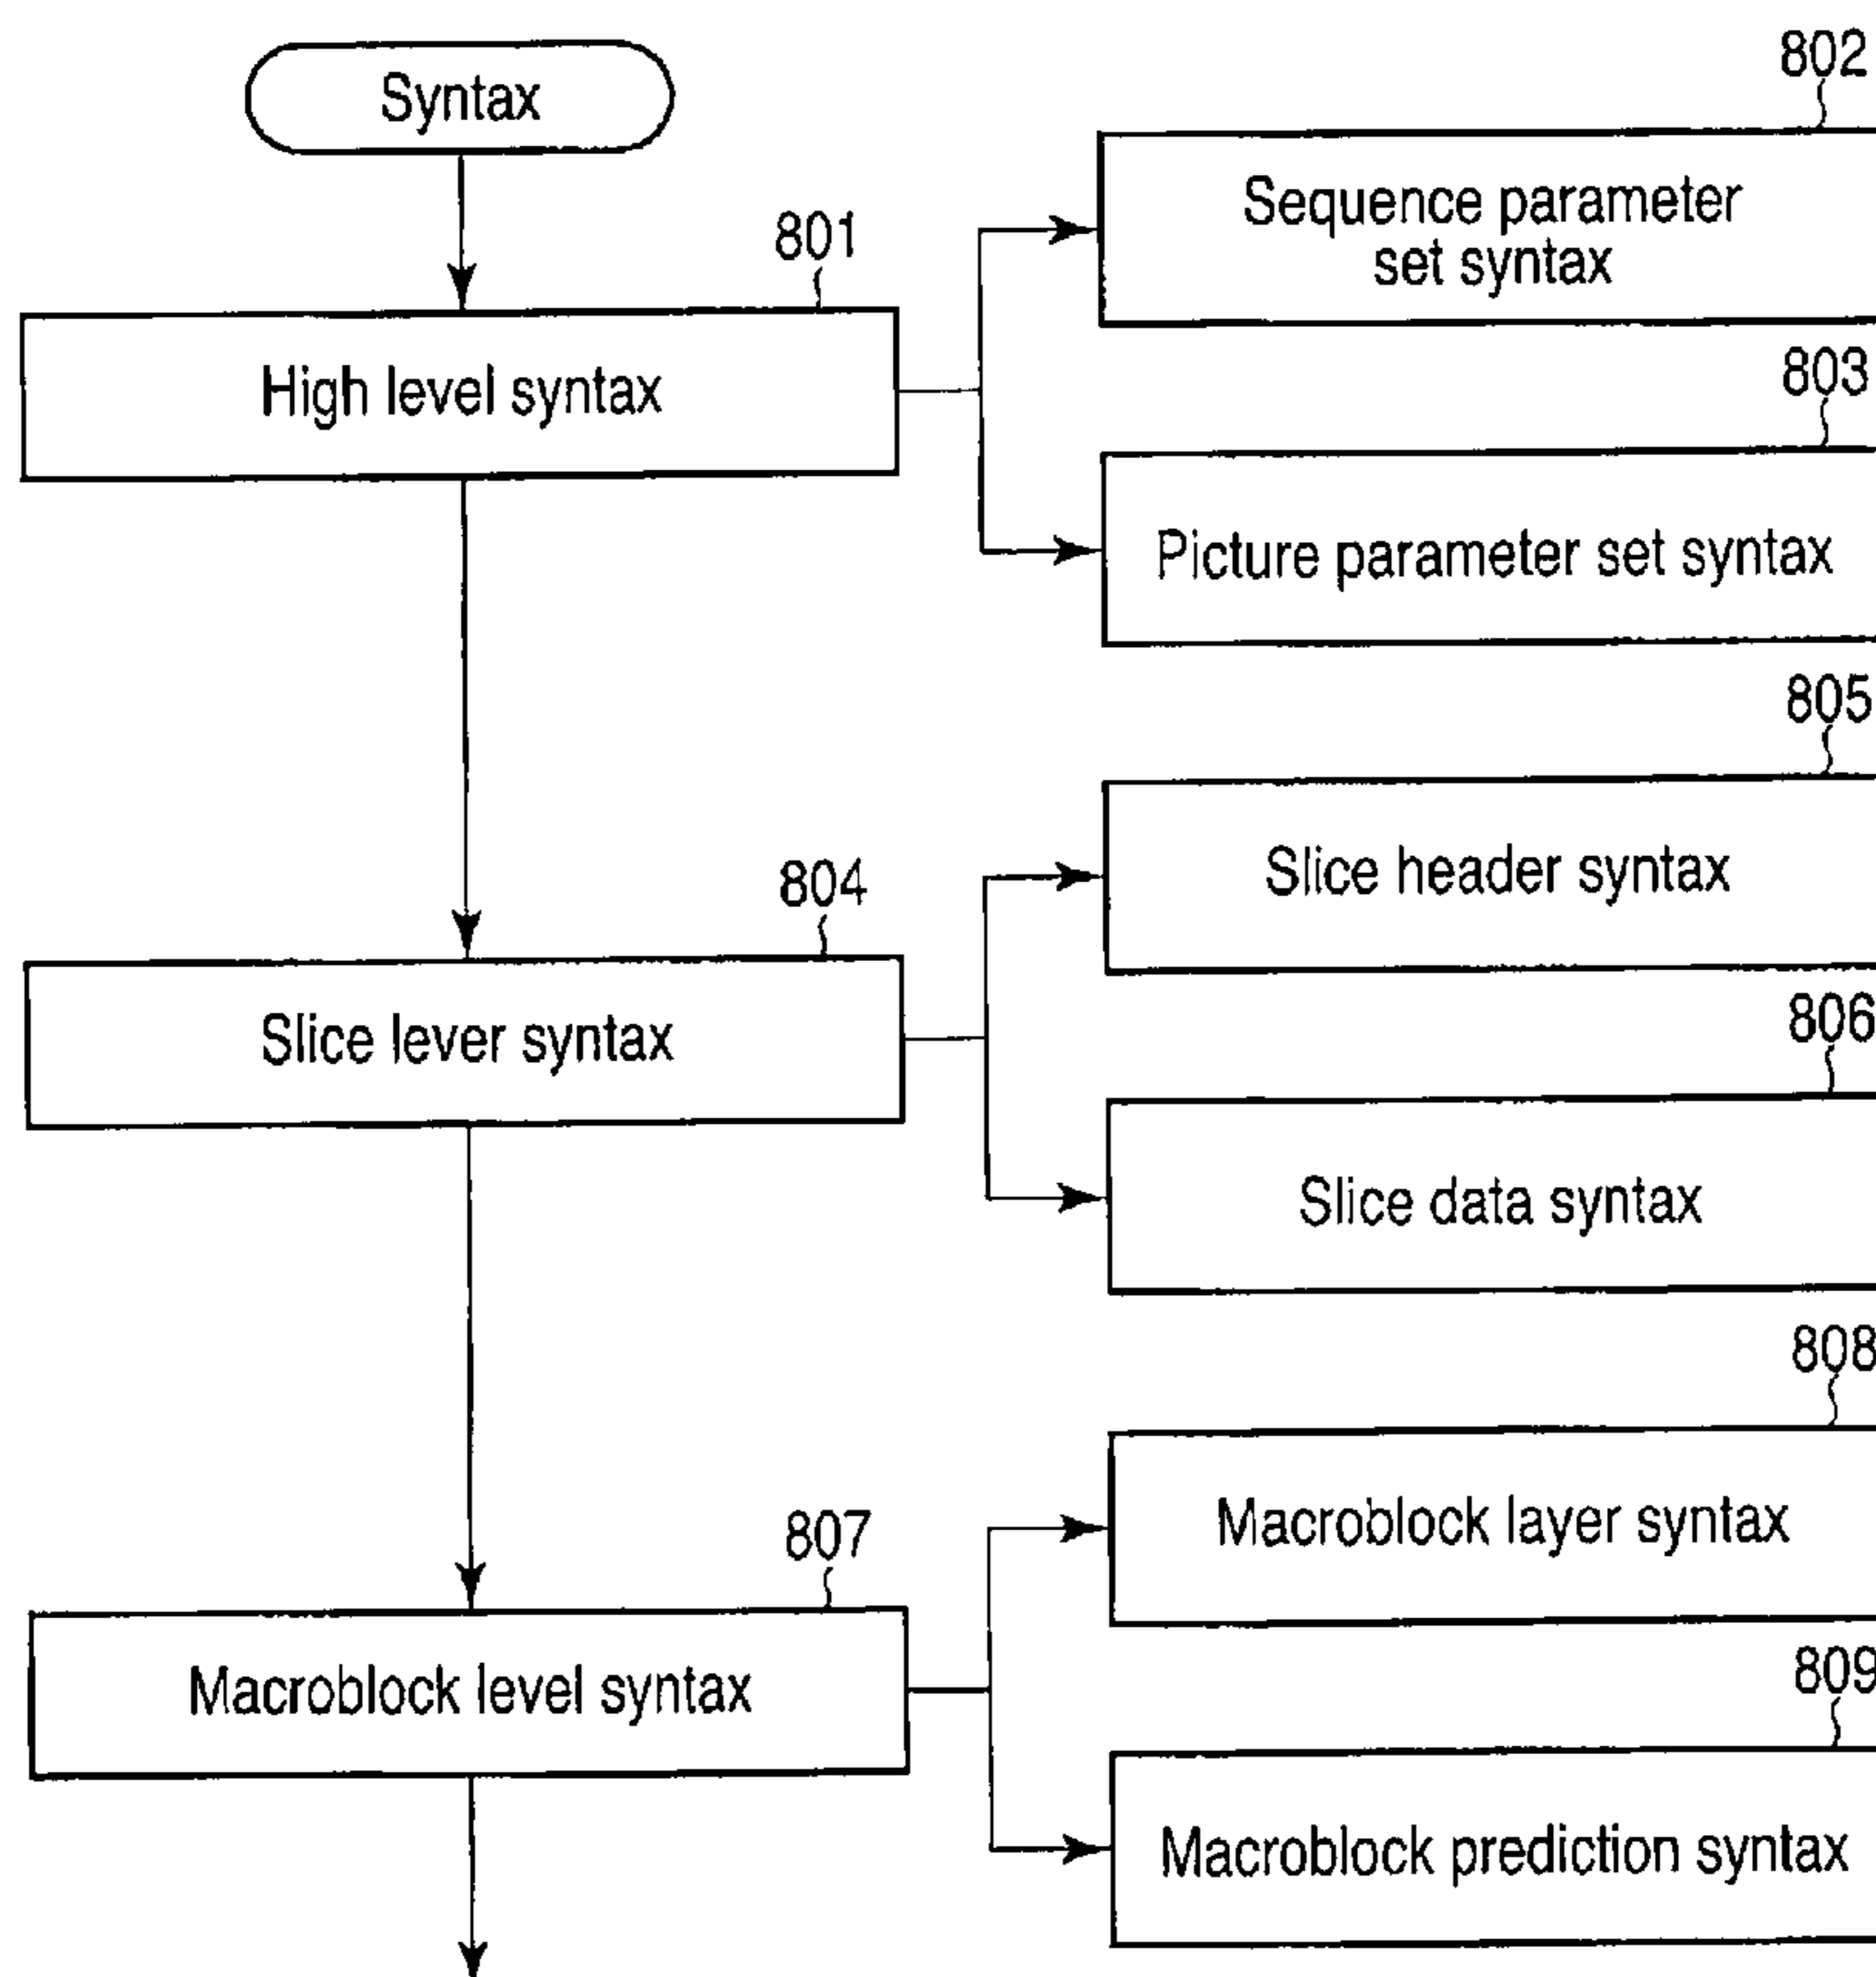 Syntax
801
High level syntax
802
Sequence parameter
set syntax
803
Picture parameter set syntax
804
Slice lever syntax
805
Slice header syntax
806
Slice data syntax
807
Macroblock level syntax
808
Macroblock layer syntax
809
Macroblock prediction syntax